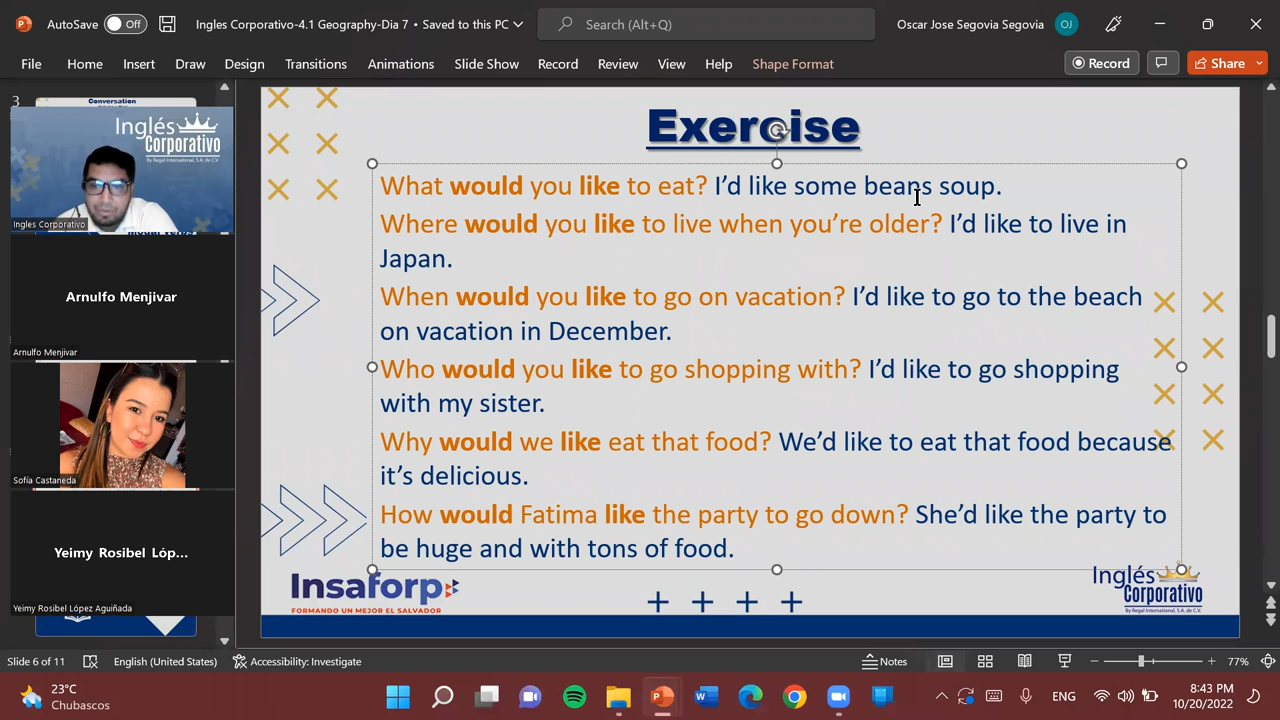 AutoSave Off Ingles Corporativo-4.1 Geography-Dia 7 • Saved to this PC Search (Alt+Q) Oscar Jose Segovia Segovia OJ
File Home Insert Draw Design Transitions Animations Slide Show Record Review View Help Shape Format Record Share
3
Conversation
Inglés
Corporativo
By Regal International, S.A. de C.V.
Ingles Corporativo
Arnulfo Menjivar
Arnulfo Menjivar
Sofía Castaneda
Yeimy Rosibel Lóp...
Yeimy Rosibel López Aguiñada
Exercise
What would you like to eat? I'd like some beans soup.
Where would you like to live when you're older? I'd like to live in
Japan.
When would you like to go on vacation? I'd like to go to the beach
on vacation in December.
Who would you like to go shopping with? I'd like to go shopping
with my sister.
Why would we like eat that food? We'd like to eat that food because
it's delicious.
How would Fatima like the party to go down? She'd like the party to
be huge and with tons of food.
Insaforp
FORMANDO UN MEJOR EL SALVADOR
Inglés
Corporativo
By Regal International, S.A. de C.V.
Slide 6 of 11 English (United States) Accessibility: Investigate Notes 77%
23°C
Chubascos
ENG
8:43 PM
10/20/2022